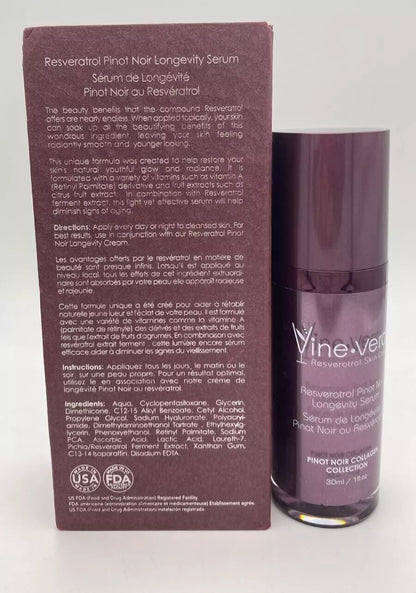 Resveratrol Pinot Noir Longevity Serum
Sérum de Longévité
Pinot Noir au Resvératrol
The beauty benefits that the compound Resveratrol
offers are nearly endless. When applied topically, your skin
can soak up all the beautifying benefits of this
wondrous ingredient, leaving your skin feeling
radiantly smooth and younger looking.
This unique formula was created to help restore your
skin's natural youthful glow and radiance. It is
formulated with a variety of vitamins such as vitamin A
(Retinyl Palmitate) derivative and fruit extracts such as
citrus fruit extract. In combination with Resveratrol
ferment extract, this light yet effective serum will help
diminish signs of aging.
Directions: Apply every day or night to cleansed skin. For
best results, use in conjunction with our Resveratrol Pinot
Noir Longevity Cream.
Les avantages offerts par le résvératrol en matière de
beauté sont presque infinis. Lorsqu'il est appliqué au
niveau local, tous les effets de cet ingrédient extraordi-
naire sont absorbés par votre peau elle apparaît radieuse
et rajeunie.
Cette formule unique a été créé pour aider à rétablir
naturele jeune lueur et l'éclat de votre peau. Il est formulé
avec une variété de vitamines comme la vitamine A
(palmitate de rétinyle) des dérivés et des extraits de fruits
tels que l'extrait de fruits d'agrumes. En combinaison avec
resvératrol extrait ferment , cette lumière encore sérum
efficace aider à diminuer les signes du vieillissement.
Instructions: Appliquez tous les jours, le matin ou le
soir, sur une peau propre. Pour un résultat optimal,
utilisez le en association avec notre crème de
longévité Pinot Noir au resvératrol.
Ingredients: Aqua, Cyclopentasiloxane, Glycerin,
Dimethicone, C12-15 Alkyl Benzoate, Cetyl Alcohol,
Propylene Glycol, Sodium Hyaluronate, Polyacryl-
amide, Dimethylaminoethanol Tartrate , Ethylhexylg-
lycerin, Phenoxyethanol, Retinyl Palmitate, Sodium
PCA, Ascorbic Acid, Lactic Acid, Laureth-7,
Pichia/Resveratrol Ferment Extract, Xanthan Gum,
C13-14 Isoparaffin, Disodium EDTA.
MADE IN
USA
MADE IN US
FDA
US FDA (Food and Drug Administration) Registered Facility.
FDA américaine (administration alimentaire et médicamenteuse) Etablissement agrée.
US FDA (Food and Drug Administration) instalación registrada.
Vine vera
Resveratrol Skin
Resveratrol Pinot No
Longevity Serum
Sérum de Longévit
Pinot Noir au Resvérat
PINOT NOIR COLLAGEN
COLLECTION
30ml / 1fl oz